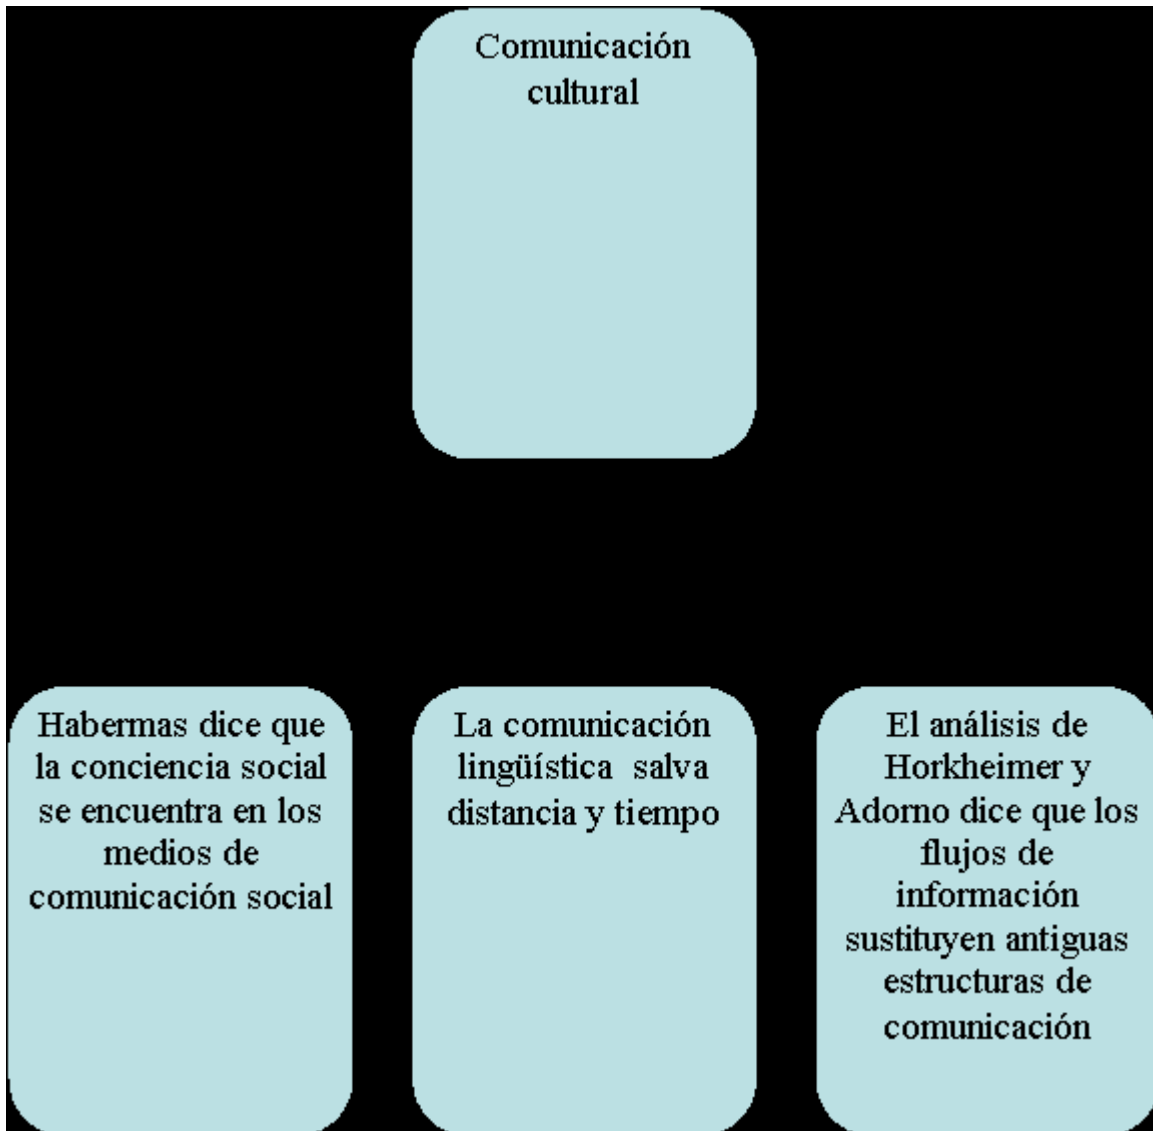 Comunicación
cultural
Habermas dice que
la conciencia social
se encuentra en los
medios de
comunicación social
La comunicación
lingüística salva
distancia y tiempo
El análisis de
Horkheimer y
Adorno dice que los
flujos de
información
sustituyen antiguas
estructuras de
comunicación